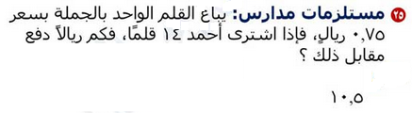 ٢٥ مستلزمات مدارس: يباع القلم الواحد بالجملة بسعر
٠,٧٥ ريالٍ، فإذا اشترى أحمد ١٤ قلمًا، فكم ريالاً دفع
مقابل ذلك ؟
١٠,٥